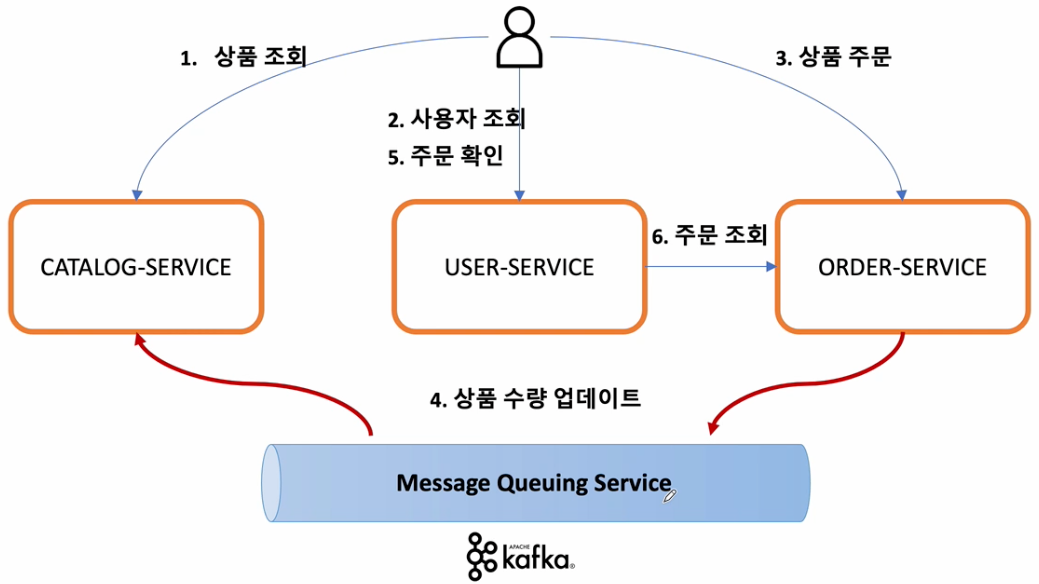 1. 상품 조회
3. 상품 주문
2. 사용자 조회
5. 주문 확인
6. 주문 조회
CATALOG-SERVICE
USER-SERVICE
ORDER-SERVICE
4. 상품 수량 업데이트
Message Queuing Service
APACHE
kafka®